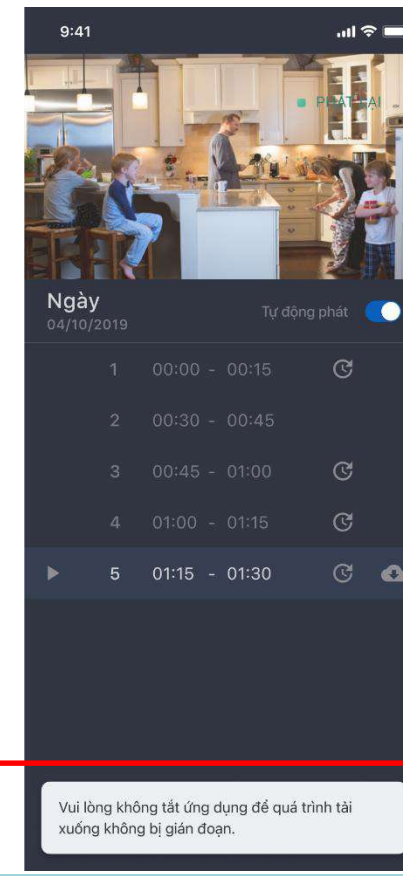 9:41
PHÁT LẠI
Ngày
04/10/2019
Tự động phát
1 00:00 - 00:15
2 00:30 - 00:45
3 00:45 - 01:00
4 01:00 - 01:15
5 01:15 - 01:30
Vui lòng không tắt ứng dụng để quá trình tải
xuống không bị gián đoạn.